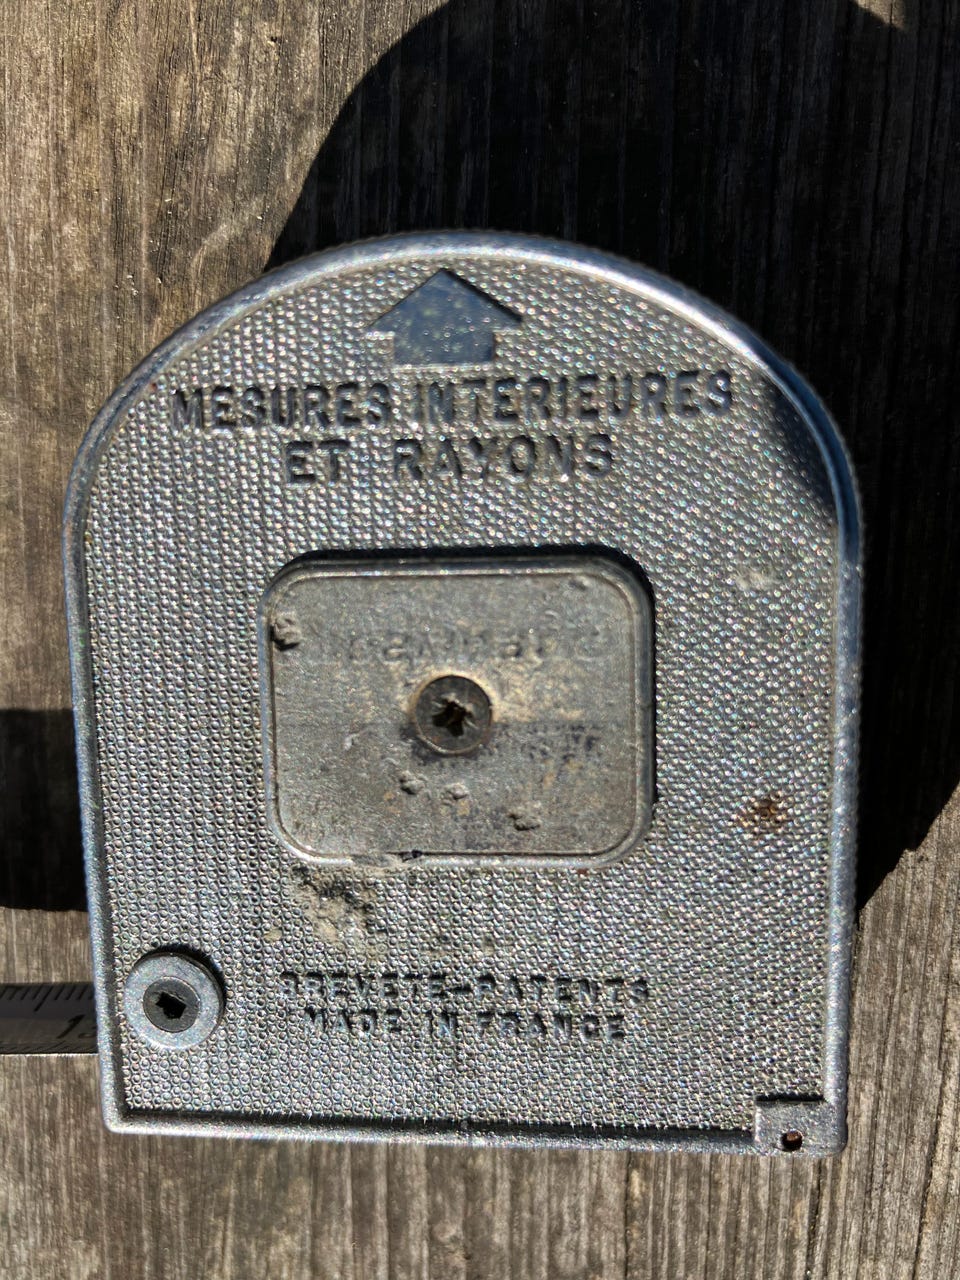 MESURES INTERIEURES
ET RAYONS
BREVETE-PATENTS
MADE IN FRANCE